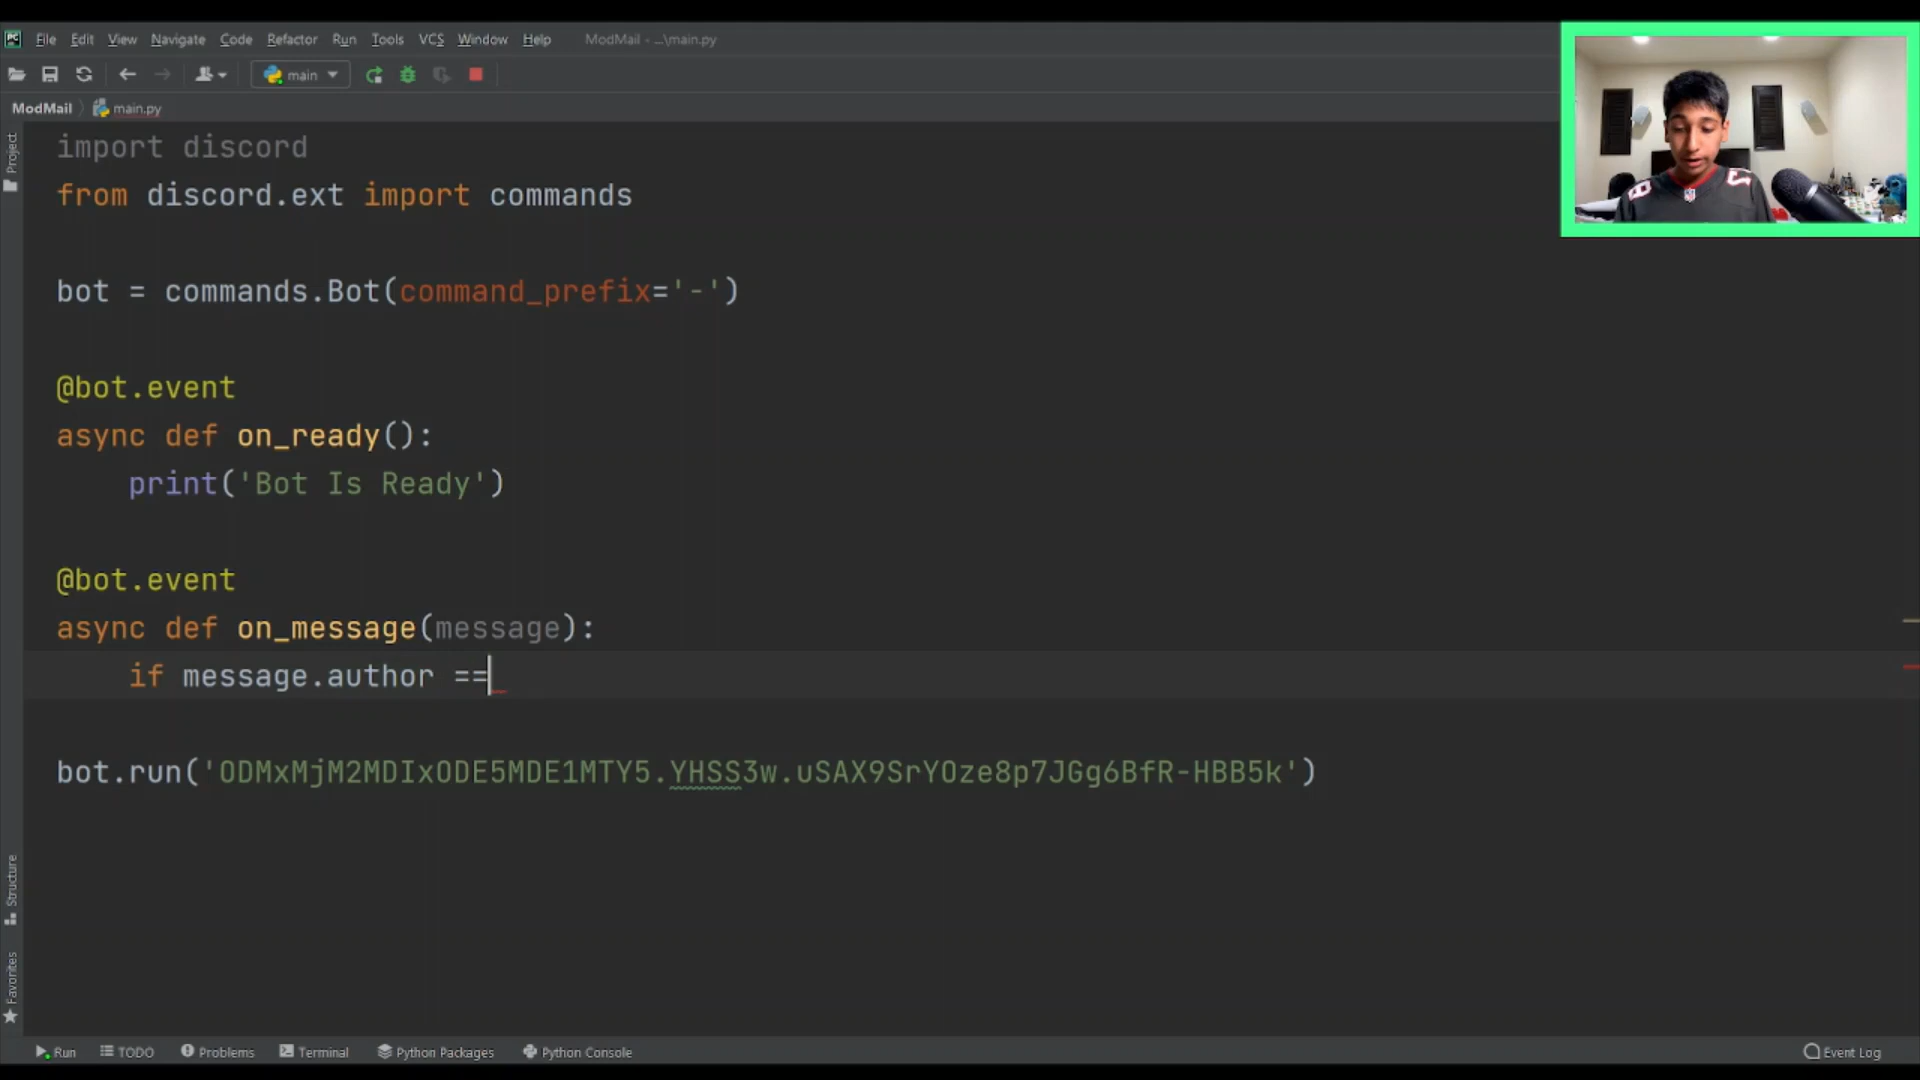 File Edit View Navigate Code Refactor Run Tools VCS Window Help ModMail - ...\main.py
main
ModMail main.py
Project
import discord
from discord.ext import commands
bot = commands.Bot(command_prefix='-')
@bot.event
async def on_ready():
print('Bot Is Ready')
@bot.event
async def on_message(message):
if message.author ==
bot.run('ODMxMjM2MDIxODE5MDE1MTY5.YHSS3w.uSAX9SrYOze8p7JGg6BfR-HBB5k')
Structure
Favorites
Run TODO Problems Terminal Python Packages Python Console Event Log